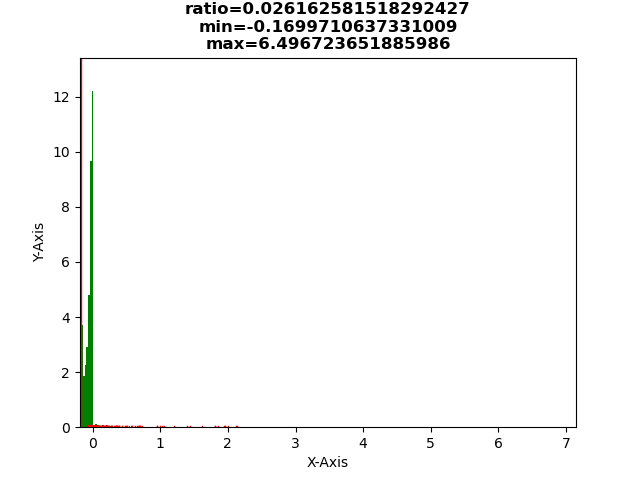 ratio=0.026162581518292427
min=-0.1699710637331009
max=6.496723651885986
12
10
8
6
4
2
0
Y-Axis
0 1 2 3 4 5 6 7
X-Axis